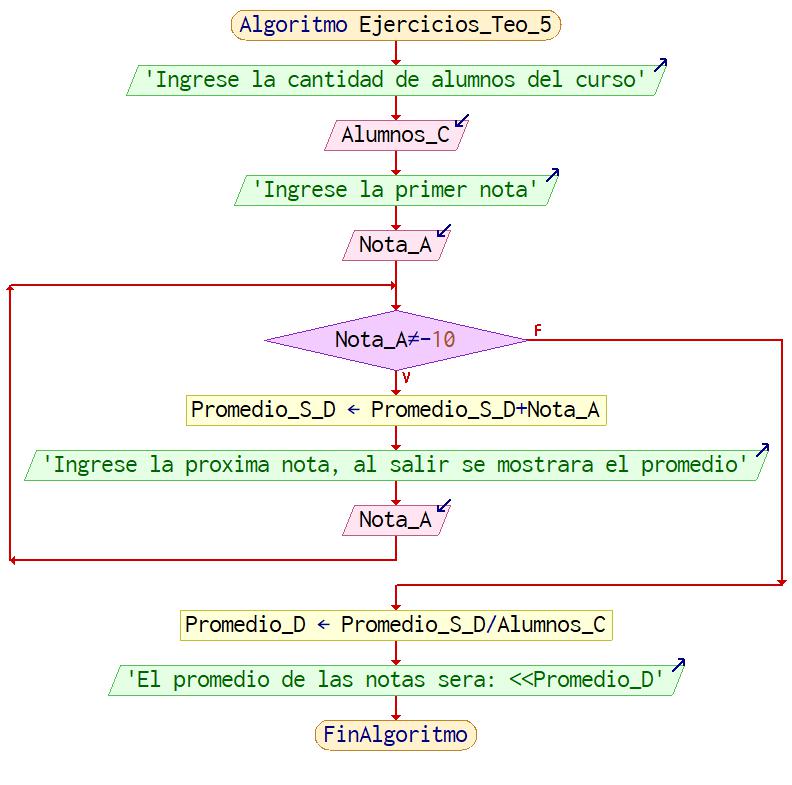 Algoritmo Ejercicios_Teo_5
'Ingrese la cantidad de alumnos del curso'
Alumnos_C
'Ingrese la primer nota'
Nota_A
Nota_A≠-10
F
V
Promedio_S_D ← Promedio_S_D+Nota_A
'Ingrese la proxima nota, al salir se mostrara el promedio'
Nota_A
Promedio_D ← Promedio_S_D/Alumnos_C
'El promedio de las notas sera: <<Promedio_D'
FinAlgoritmo